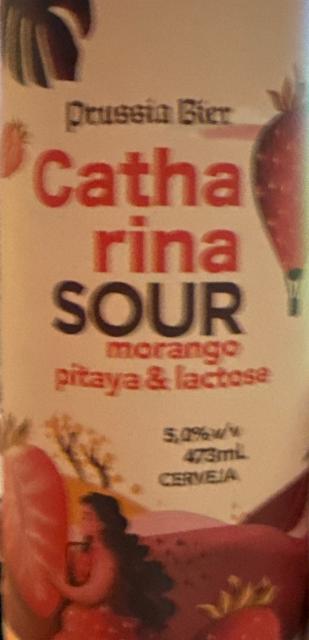 Prussia Bier
Catha
rina
SOUR
morango
pitaya & lactose
5,0%v/v
473mL
CERVEJA